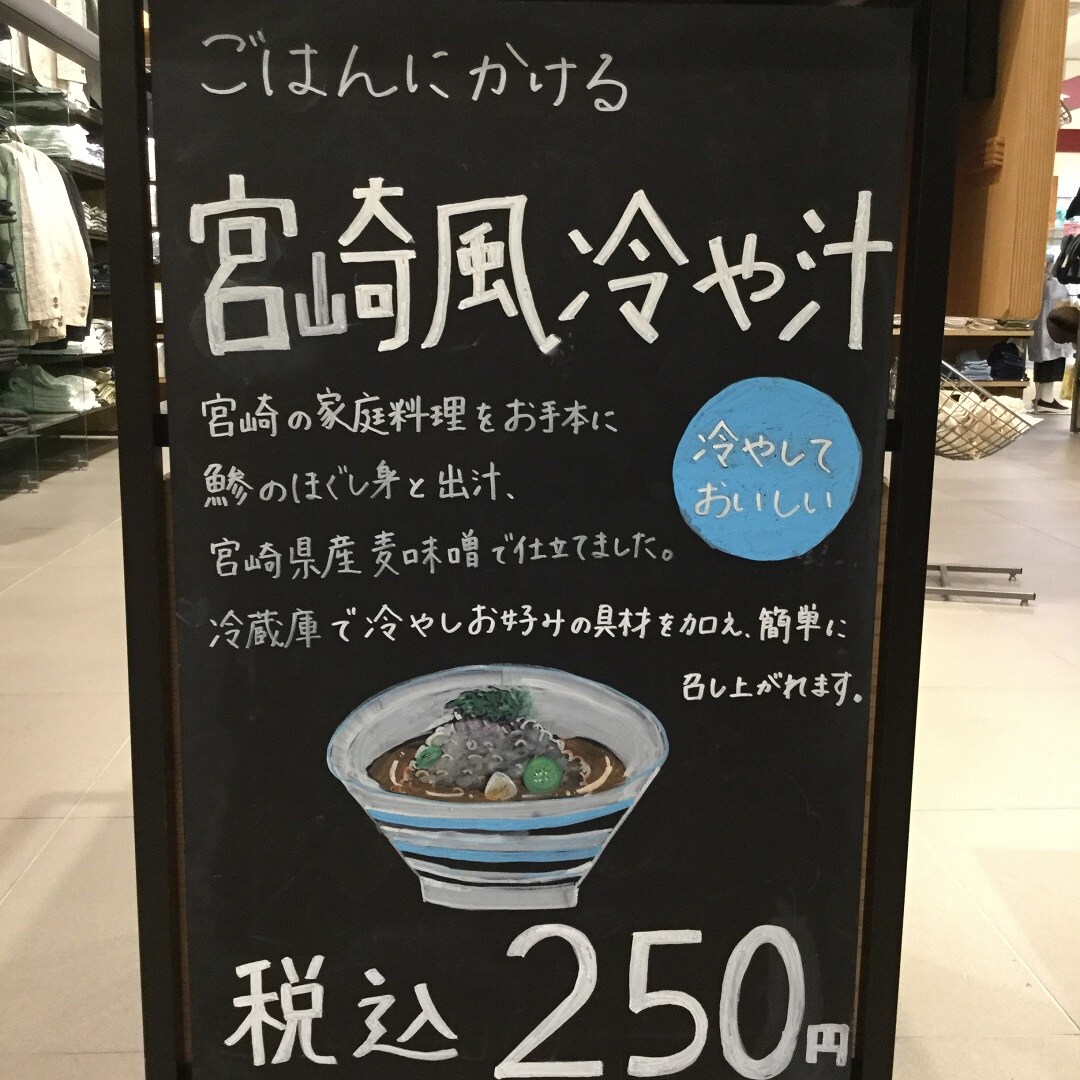 ごはんにかける
宮崎風冷や汁
宮崎の家庭料理をお手本に
鯵のほぐし身と出汁、
宮崎県産麦味噌で仕立てました。
冷やして
おいしい
冷蔵庫で冷やしお好みの具材を加え、簡単に
召し上がれます。
税込250円